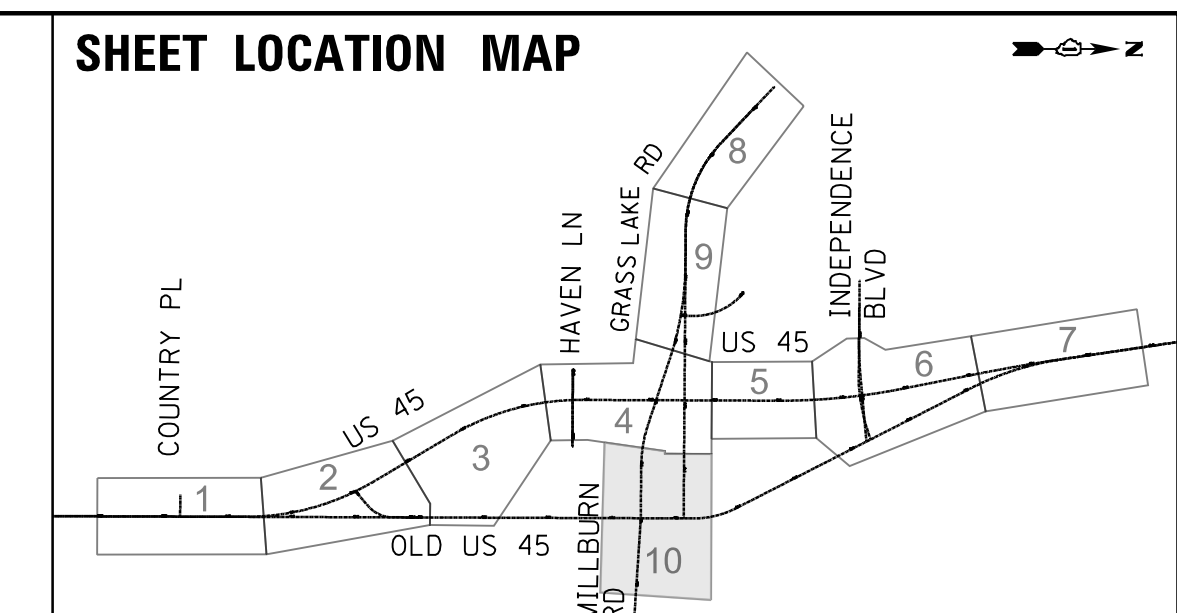 SHEET LOCATION MAP
N
COUNTRY PL
US 45
HAVEN LN
GRASS LAKE RD
US 45
INDEPENDENCE
BLVD
OLD US 45
MILLBURN
RD
1
2
3
4
5
6
7
8
9
10